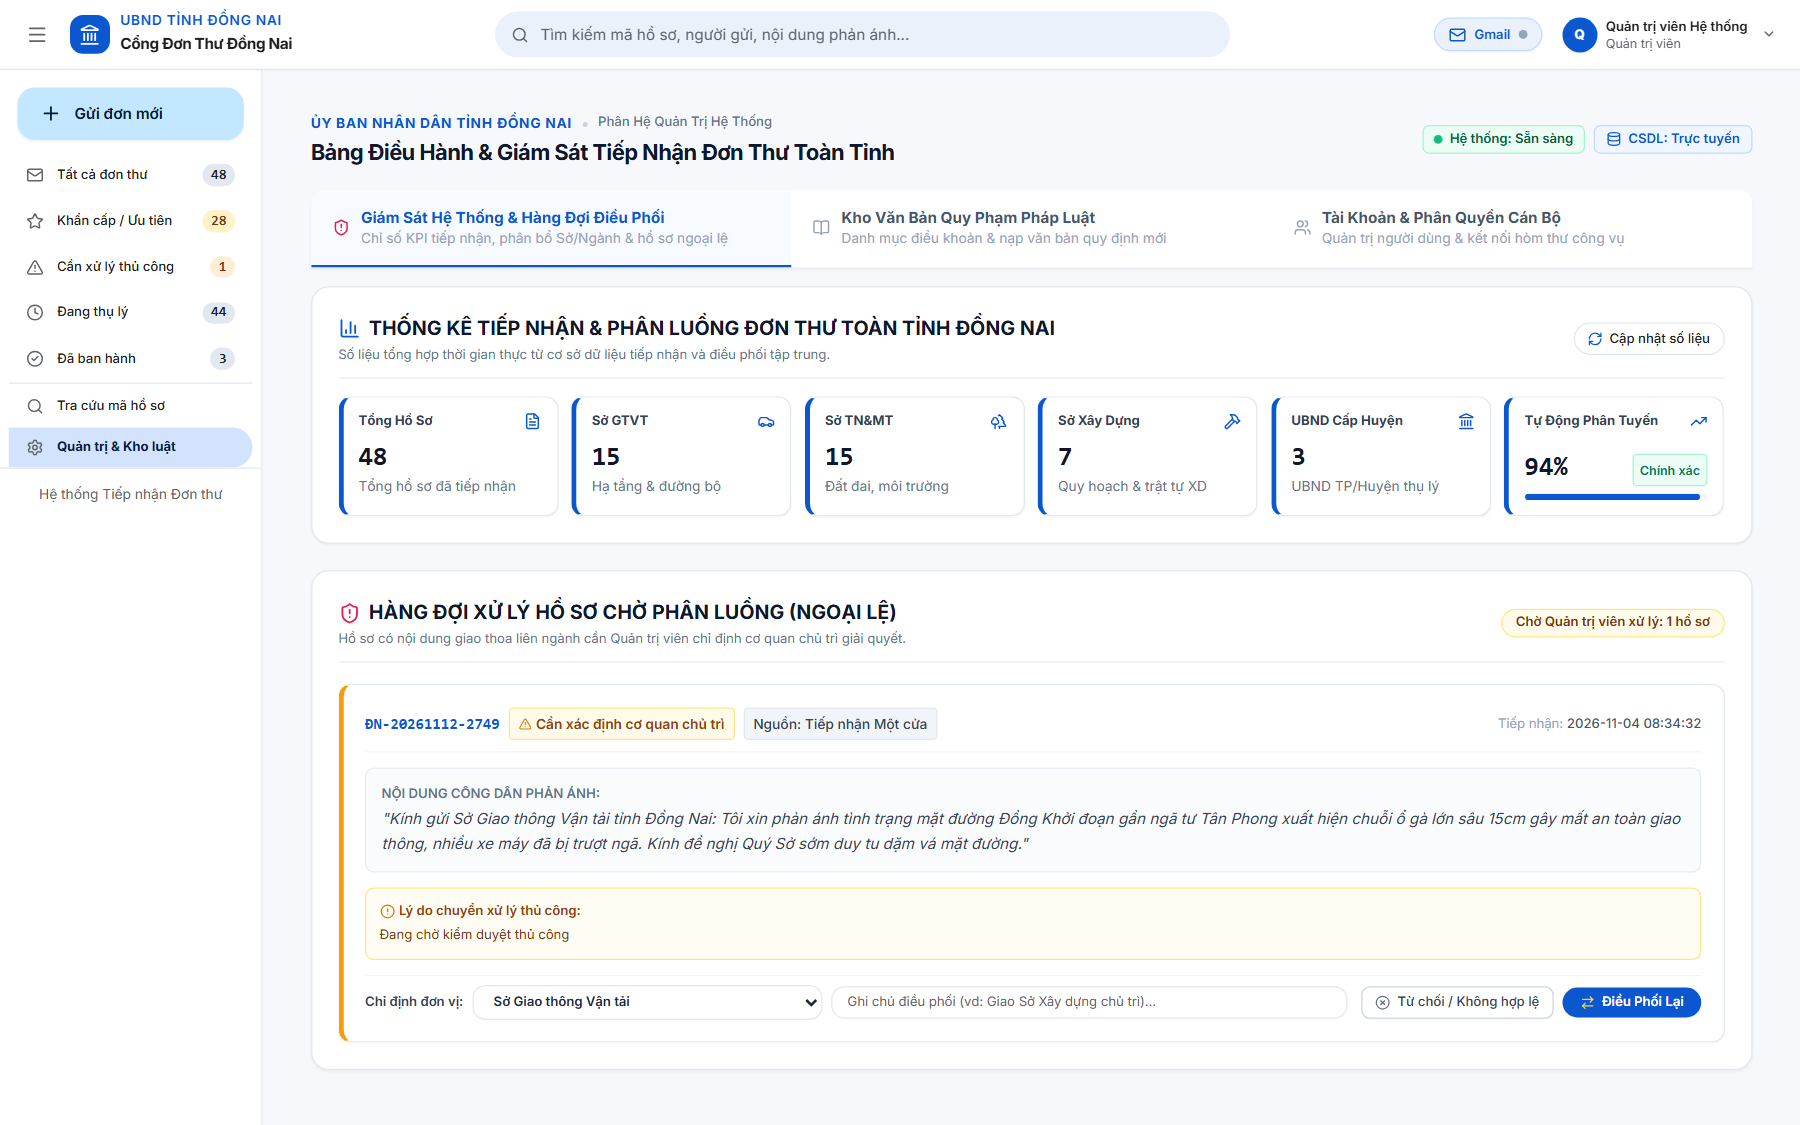 UBND TỈNH ĐỒNG NAI
Cổng Đơn Thư Đồng Nai
Tìm kiếm mã hồ sơ, người gửi, nội dung phản ánh...
Gmail
Q
Quản trị viên Hệ thống
Quản trị viên
Gửi đơn mới
Tất cả đơn thư 48
Khẩn cấp / Ưu tiên 28
Cần xử lý thủ công 1
Đang thụ lý 44
Đã ban hành 3
Tra cứu mã hồ sơ
Quản trị & Kho luật
Hệ thống Tiếp nhận Đơn thư
ỦY BAN NHÂN DÂN TỈNH ĐỒNG NAI • Phân Hệ Quản Trị Hệ Thống
Bảng Điều Hành & Giám Sát Tiếp Nhận Đơn Thư Toàn Tỉnh
Hệ thống: Sẵn sàng
CSDL: Trực tuyến
Giám Sát Hệ Thống & Hàng Đợi Điều Phối
Chỉ số KPI tiếp nhận, phân bổ Sở/Ngành & hồ sơ ngoại lệ
Kho Văn Bản Quy Phạm Pháp Luật
Danh mục điều khoản & nạp văn bản quy định mới
Tài Khoản & Phân Quyền Cán Bộ
Quản trị người dùng & kết nối hòm thư công vụ
THỐNG KÊ TIẾP NHẬN & PHÂN LUỒNG ĐƠN THƯ TOÀN TỈNH ĐỒNG NAI
Số liệu tổng hợp thời gian thực từ cơ sở dữ liệu tiếp nhận và điều phối tập trung.
Cập nhật số liệu
Tổng Hồ Sơ
48
Tổng hồ sơ đã tiếp nhận
Sở GTVT
15
Hạ tầng & đường bộ
Sở TN&MT
15
Đất đai, môi trường
Sở Xây Dựng
7
Quy hoạch & trật tự XD
UBND Cấp Huyện
3
UBND TP/Huyện thụ lý
Tự Động Phân Tuyến
94%
Chính xác
HÀNG ĐỢI XỬ LÝ HỒ SƠ CHỜ PHÂN LUỒNG (NGOẠI LỆ)
Hồ sơ có nội dung giao thoa liên ngành cần Quản trị viên chỉ định cơ quan chủ trì giải quyết.
Chờ Quản trị viên xử lý: 1 hồ sơ
ĐN-20261112-2749
Cần xác định cơ quan chủ trì
Nguồn: Tiếp nhận Một cửa
Tiếp nhận: 2026-11-04 08:34:32
NỘI DUNG CÔNG DÂN PHẢN ÁNH:
"Kính gửi Sở Giao thông Vận tải tỉnh Đồng Nai: Tôi xin phản ánh tình trạng mặt đường Đồng Khởi đoạn gần ngã tư Tân Phong xuất hiện chuỗi ổ gà lớn sâu 15cm gây mất an toàn giao
thông, nhiều xe máy đã bị trượt ngã. Kính đề nghị Quý Sở sớm duy tu dặm vá mặt đường."
Lý do chuyển xử lý thủ công:
Đang chờ kiểm duyệt thủ công
Chỉ định đơn vị:
Sở Giao thông Vận tải
Ghi chú điều phối (vd: Giao Sở Xây dựng chủ trì)...
Từ chối / Không hợp lệ
Điều Phối Lại